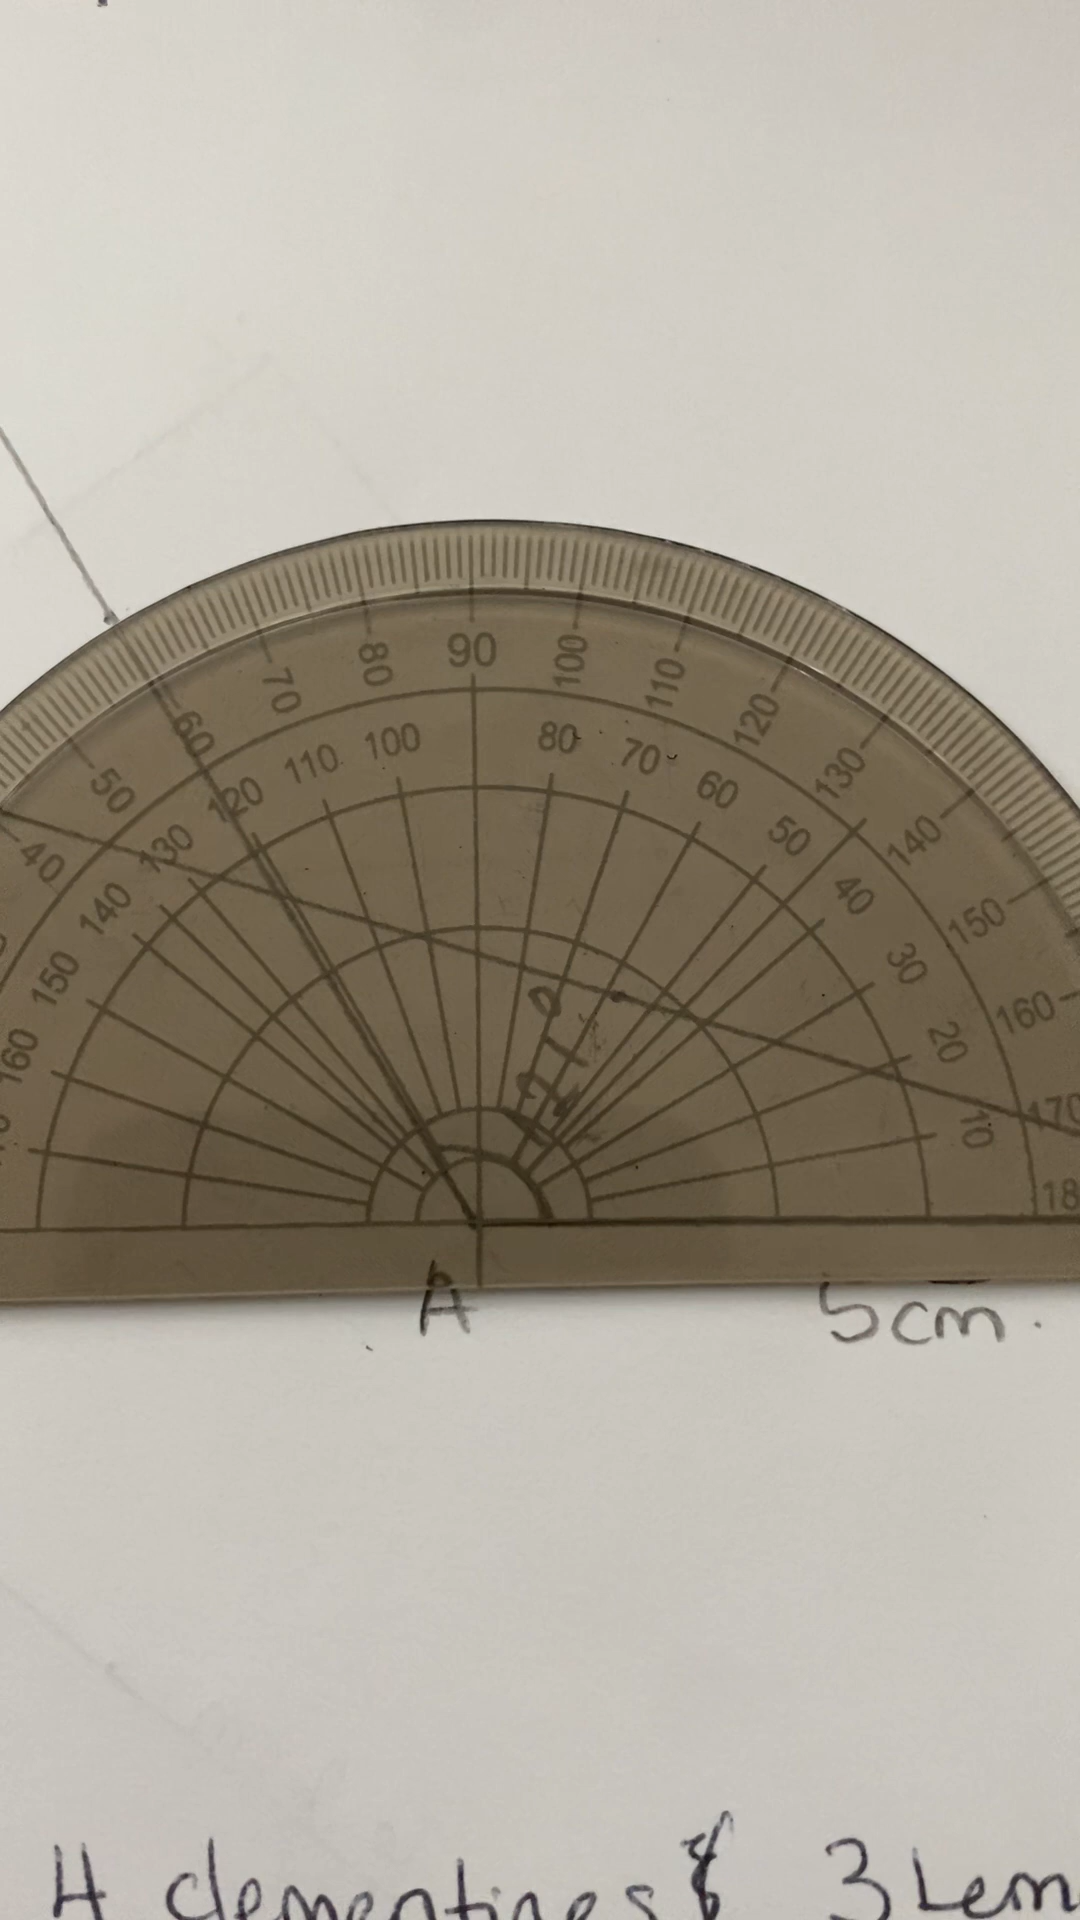 70 80 90 100 110
60 120
50 110 100 80 70 130
120 60
40 130 50 140
140 40 150
150 30
160 20 160
10 170
18
A
5cm.
4 clementines & 3 Lem